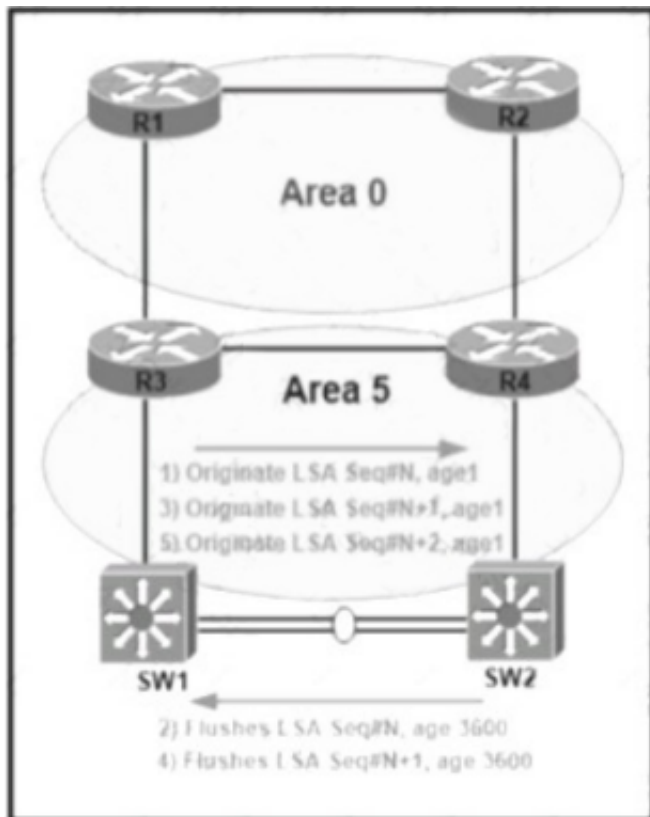 R1
R2
Area 0
R3
R4
Area 5
1) Originate LSA Seq#N, age1
3) Originate LSA Seq#N+1, age1
5) Originate LSA Seq#N+2, age1
SW1
SW2
2) Flushes LSA Seq#N, age 3600
4) Flushes LSA Seq#N+1, age 3600